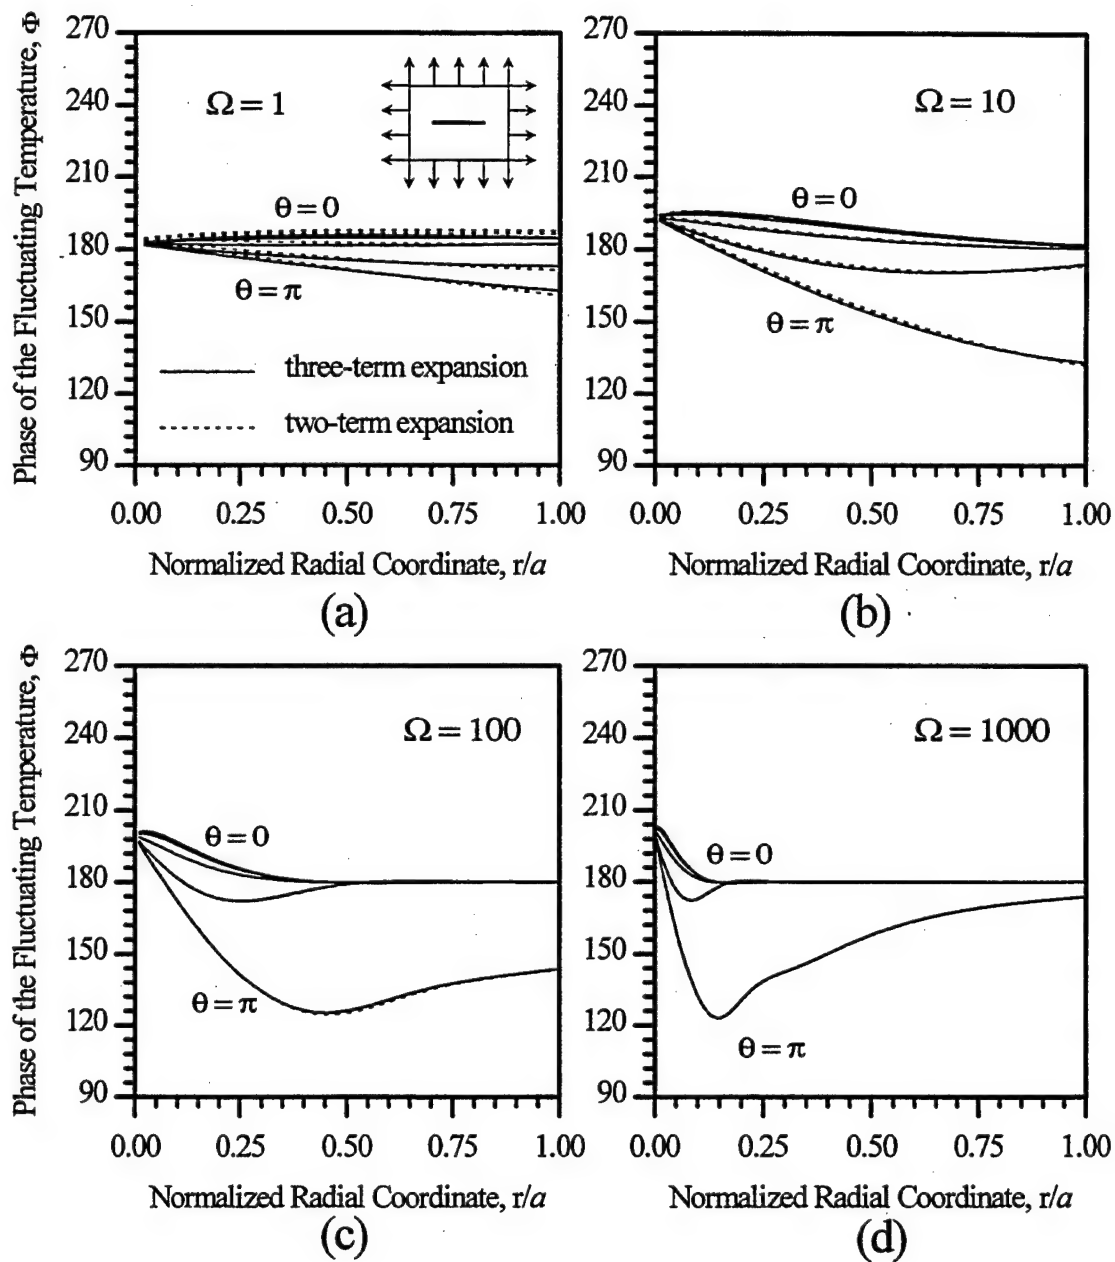 Phase of the Fluctuating Temperature, Φ
270
240
210
180
150
120
90
Ω = 1
θ = 0
θ = π
three-term expansion
two-term expansion
0.00 0.25 0.50 0.75 1.00
Normalized Radial Coordinate, r/a
(a)
270
240
210
180
150
120
90
Ω = 10
θ = 0
θ = π
0.00 0.25 0.50 0.75 1.00
Normalized Radial Coordinate, r/a
(b)
Phase of the Fluctuating Temperature, Φ
270
240
210
180
150
120
90
Ω = 100
θ = 0
θ = π
0.00 0.25 0.50 0.75 1.00
Normalized Radial Coordinate, r/a
(c)
270
240
210
180
150
120
90
Ω = 1000
θ = 0
θ = π
0.00 0.25 0.50 0.75 1.00
Normalized Radial Coordinate, r/a
(d)